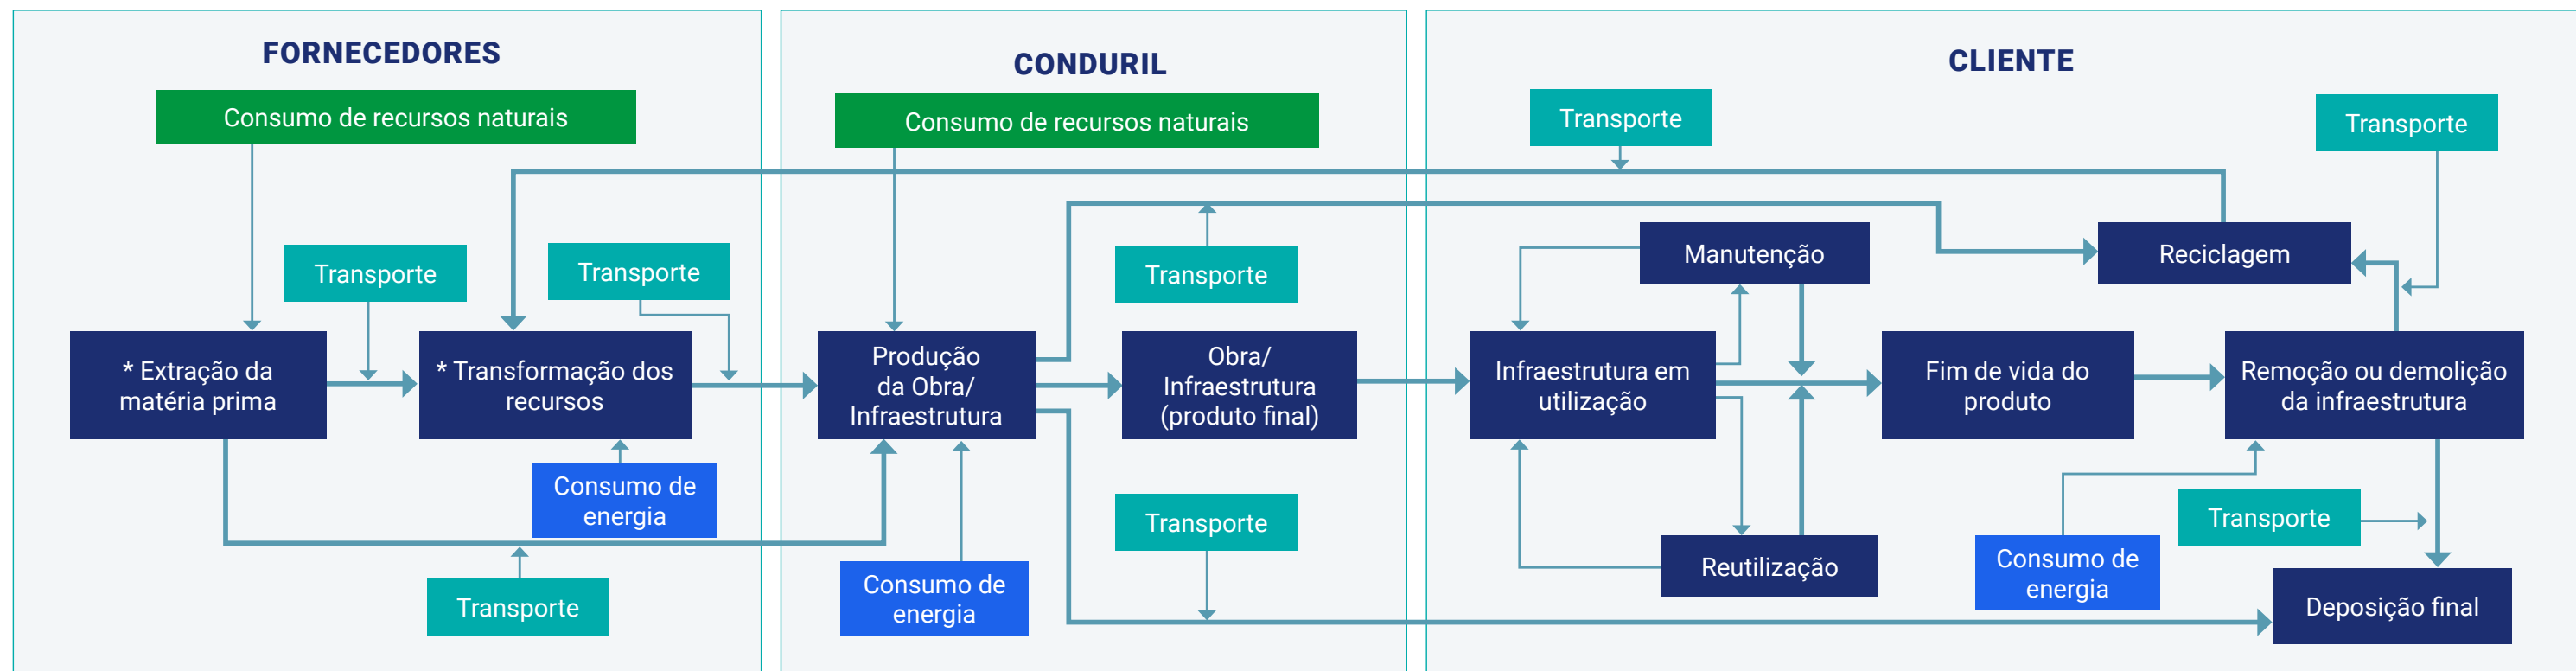 FORNECEDORES
Consumo de recursos naturais
Transporte
Transporte
* Extração da
matéria prima
* Transformação dos
recursos
Consumo de
energia
Transporte
CONDURIL
Consumo de recursos naturais
Transporte
Produção
da Obra/
Infraestrutura
Obra/
Infraestrutura
(produto final)
Transporte
Consumo de
energia
CLIENTE
Transporte
Transporte
Manutenção
Reciclagem
Infraestrutura em
utilização
Fim de vida do
produto
Remoção ou demolição
da infraestrutura
Transporte
Reutilização
Consumo de
energia
Deposição final